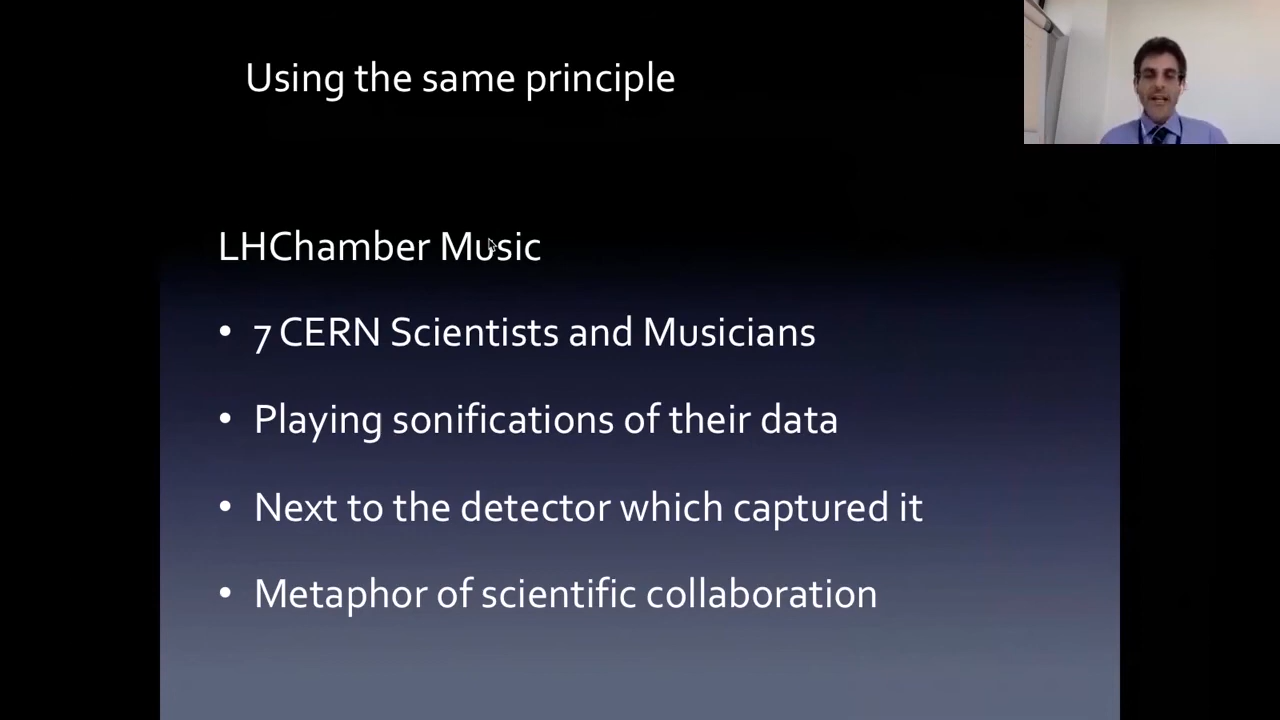 Using the same principle
LHChamber Music
• 7 CERN Scientists and Musicians
• Playing sonifications of their data
• Next to the detector which captured it
• Metaphor of scientific collaboration